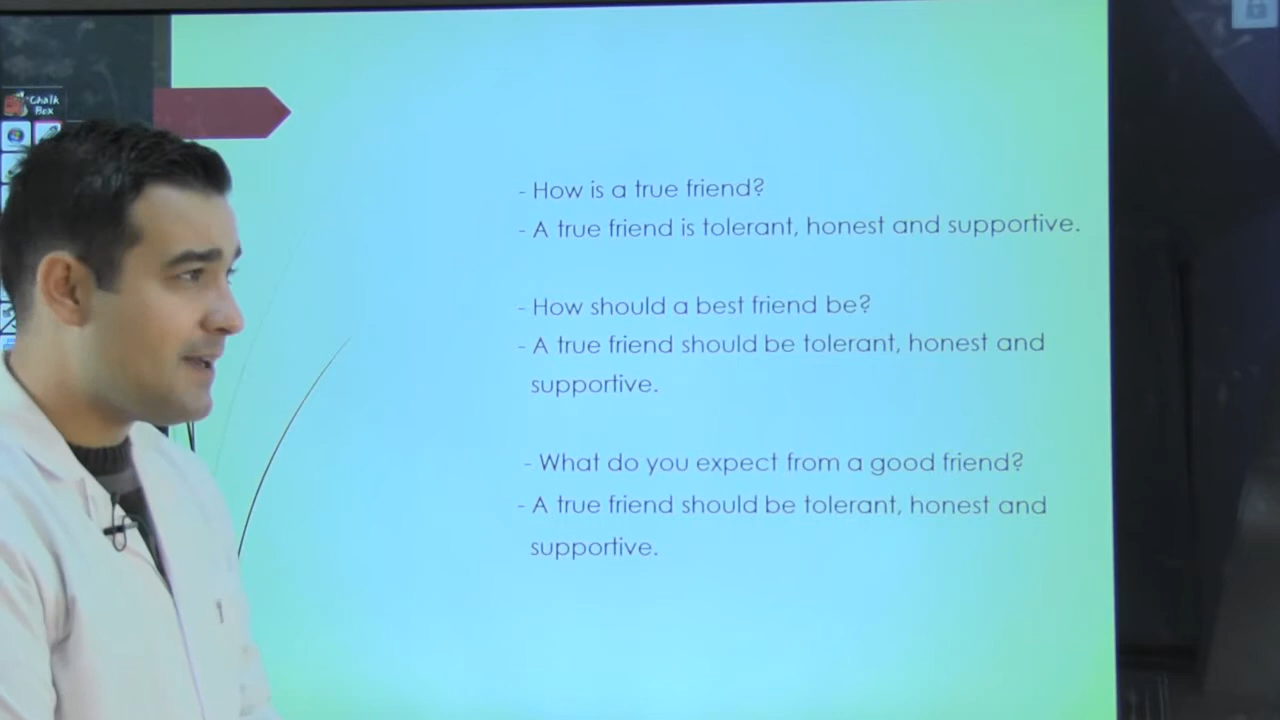 Chalk
Box
- How is a true friend?
- A true friend is tolerant, honest and supportive.
- How should a best friend be?
- A true friend should be tolerant, honest and
supportive.
- What do you expect from a good friend?
- A true friend should be tolerant, honest and
supportive.